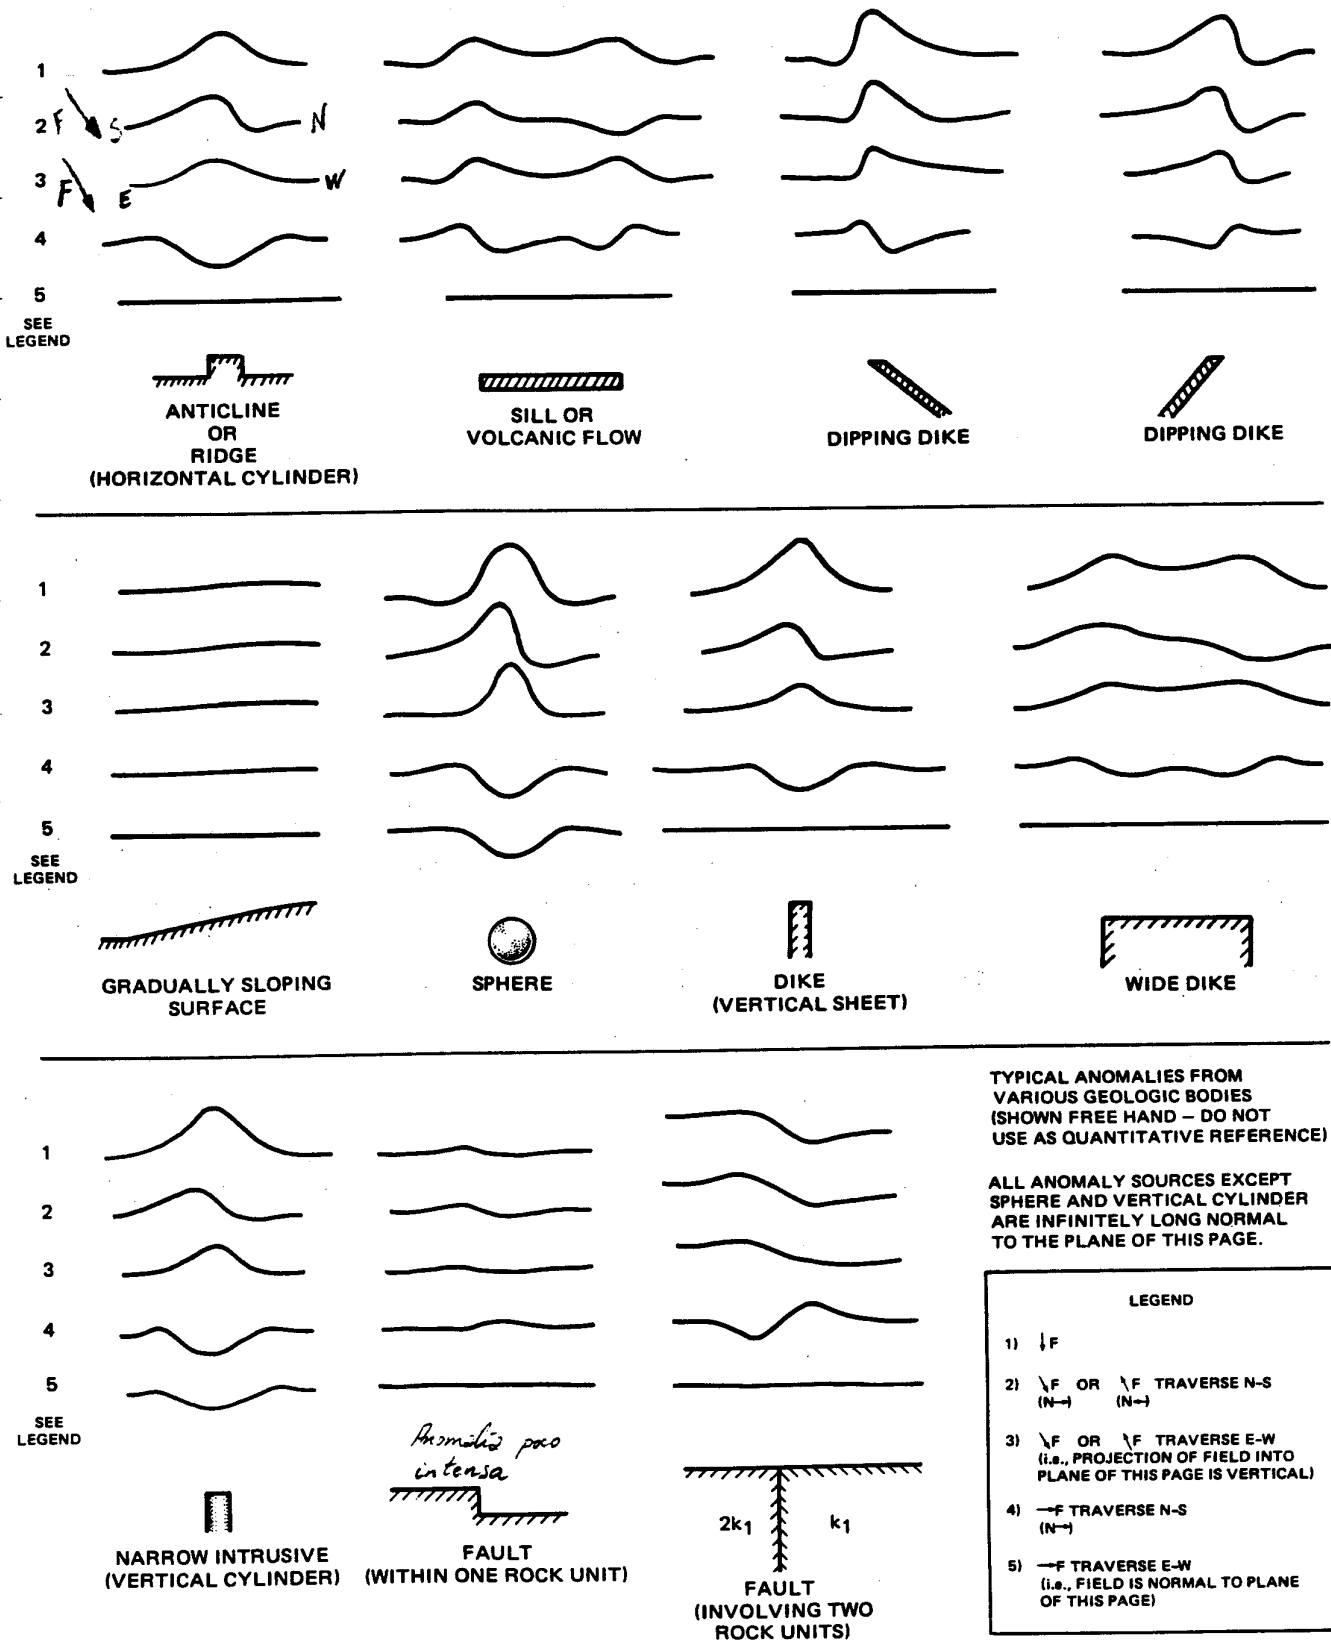 1
2 F S N
3 F E W
4
5
SEE
LEGEND
ANTICLINE
OR
RIDGE
(HORIZONTAL CYLINDER)
SILL OR
VOLCANIC FLOW
DIPPING DIKE
DIPPING DIKE
1
2
3
4
5
SEE
LEGEND
GRADUALLY SLOPING
SURFACE
SPHERE
DIKE
(VERTICAL SHEET)
WIDE DIKE
1
2
3
4
5
SEE
LEGEND
NARROW INTRUSIVE
(VERTICAL CYLINDER)
Anomalia poco
intensa
FAULT
(WITHIN ONE ROCK UNIT)
2k1 k1
FAULT
(INVOLVING TWO
ROCK UNITS)
TYPICAL ANOMALIES FROM
VARIOUS GEOLOGIC BODIES
(SHOWN FREE HAND – DO NOT
USE AS QUANTITATIVE REFERENCE)
ALL ANOMALY SOURCES EXCEPT
SPHERE AND VERTICAL CYLINDER
ARE INFINITELY LONG NORMAL
TO THE PLANE OF THIS PAGE.
LEGEND
1) ↓F
2) ↘F OR ↖F TRAVERSE N-S
(N→) (N→)
3) ↘F OR ↖F TRAVERSE E-W
(i.e., PROJECTION OF FIELD INTO
PLANE OF THIS PAGE IS VERTICAL)
4) →F TRAVERSE N-S
(N→)
5) →F TRAVERSE E-W
(i.e., FIELD IS NORMAL TO PLANE
OF THIS PAGE)